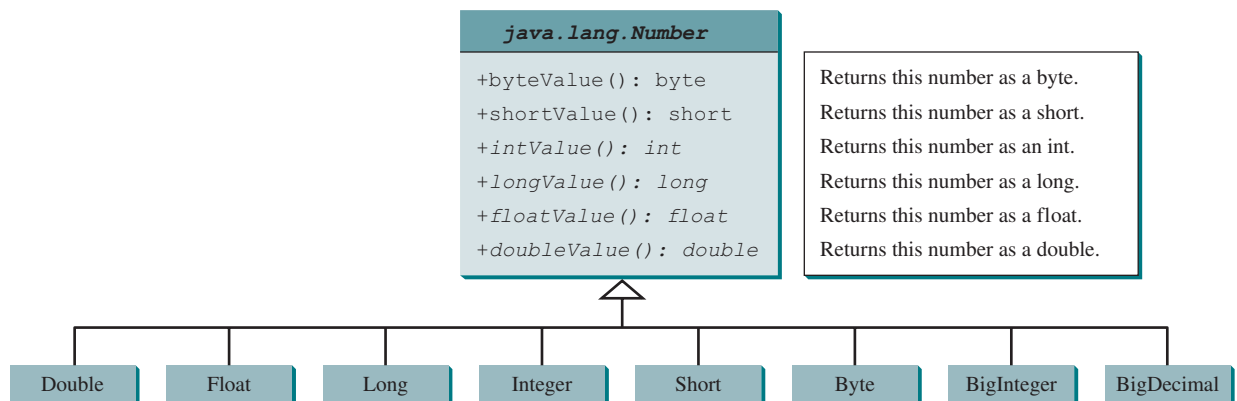 java.lang.Number
+byteValue(): byte
+shortValue(): short
+intValue(): int
+longValue(): long
+floatValue(): float
+doubleValue(): double
Returns this number as a byte.
Returns this number as a short.
Returns this number as an int.
Returns this number as a long.
Returns this number as a float.
Returns this number as a double.
Double
Float
Long
Integer
Short
Byte
BigInteger
BigDecimal